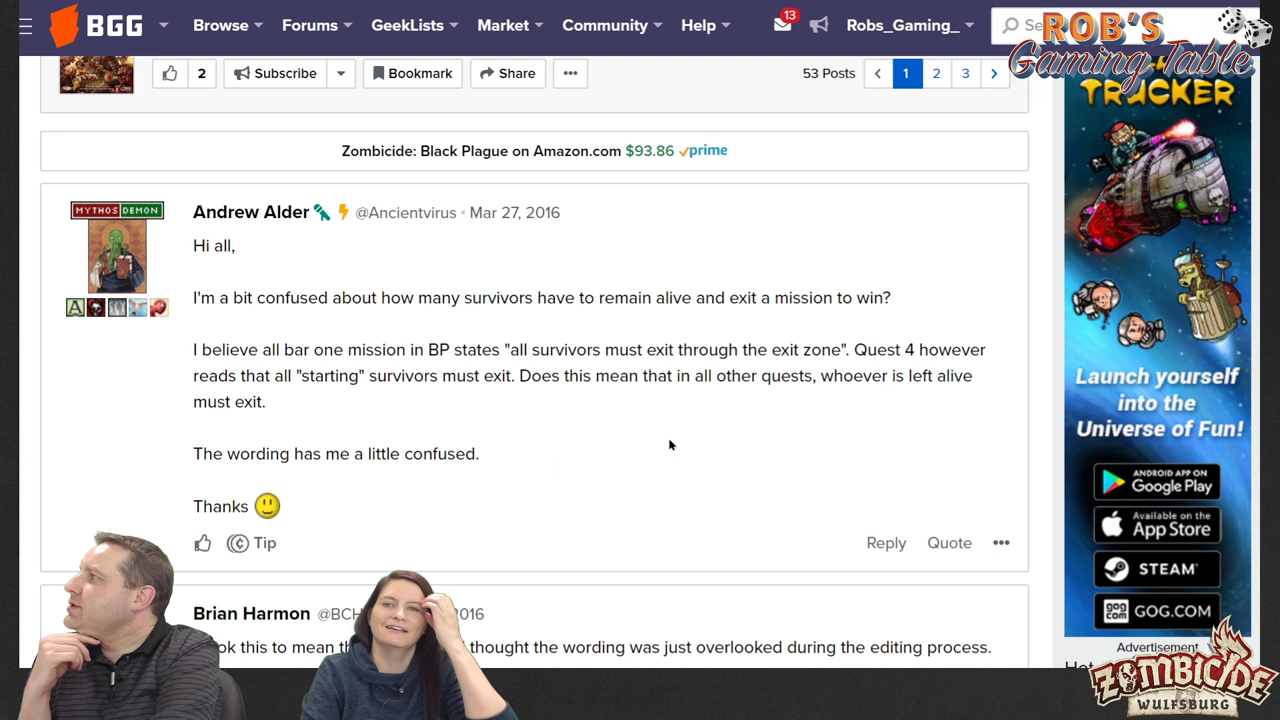 BGG Browse Forums GeekLists Market Community Help 13 Robs_Gaming_ Se
ROB'S
Gaming Table
2 Subscribe Bookmark Share ••• 53 Posts < 1 2 3 >
TRACKER
Zombicide: Black Plague on Amazon.com $93.86 prime
MYTHOS DEMON
Andrew Alder @Ancientvirus · Mar 27, 2016
Hi all,
I'm a bit confused about how many survivors have to remain alive and exit a mission to win?
I believe all bar one mission in BP states "all survivors must exit through the exit zone". Quest 4 however
reads that all "starting" survivors must exit. Does this mean that in all other quests, whoever is left alive
must exit.
The wording has me a little confused.
Thanks
Tip
Reply Quote •••
Launch yourself
into the
Universe of Fun!
ANDROID APP ON
Google Play
Available on the
App Store
STEAM
GOG.COM
Advertisement
Brian Harmon @BCH 2016
ok this to mean th thought the wording was just overlooked during the editing process.
ZOMBICIDE
WULFSBURG